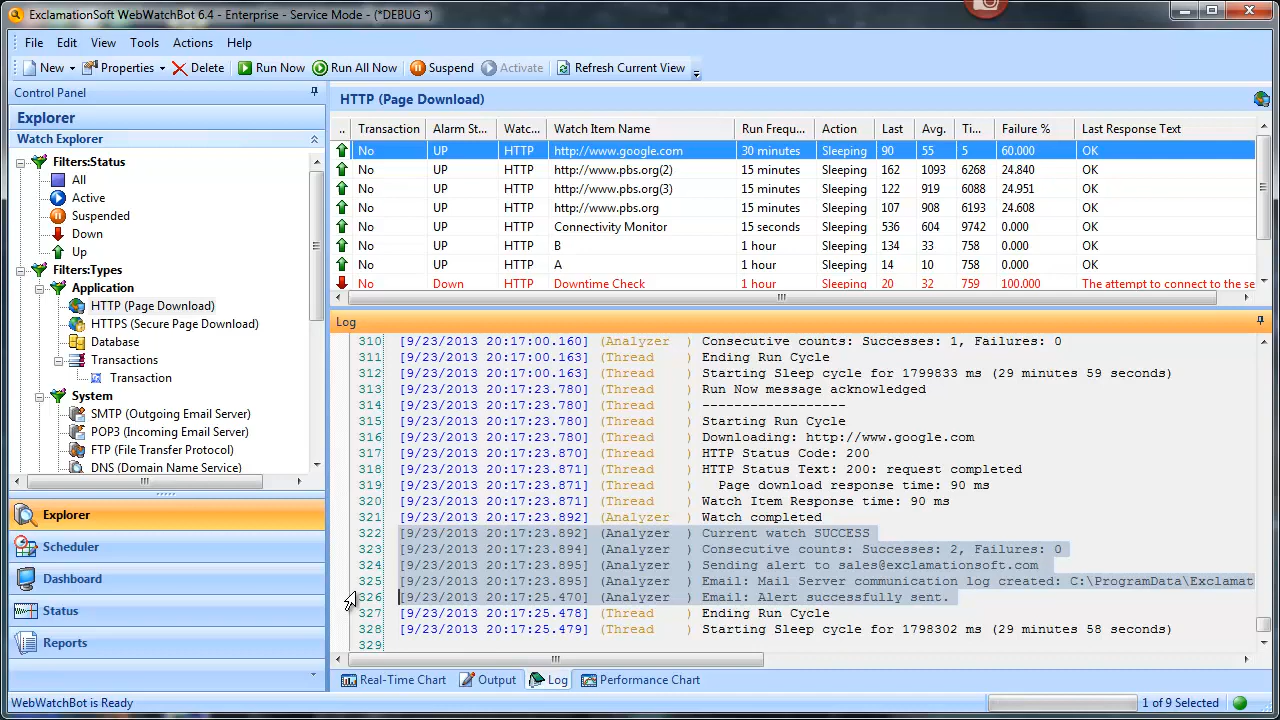 ExclamationSoft WebWatchBot 6.4 - Enterprise - Service Mode - (*DEBUG *)
File Edit View Tools Actions Help
New Properties Delete Run Now Run All Now Suspend Activate Refresh Current View
Control Panel
Explorer
Watch Explorer
Filters:Status
All
Active
Suspended
Down
Up
Filters:Types
Application
HTTP (Page Download)
HTTPS (Secure Page Download)
Database
Transactions
Transaction
System
SMTP (Outgoing Email Server)
POP3 (Incoming Email Server)
FTP (File Transfer Protocol)
DNS (Domain Name Service)
Explorer
Scheduler
Dashboard
Status
Reports
HTTP (Page Download)
.. Transaction Alarm St... Watc... Watch Item Name Run Frequ... Action Last Avg. Ti... Failure % Last Response Text
No UP HTTP http://www.google.com 30 minutes Sleeping 90 55 5 60.000 OK
No UP HTTP http://www.pbs.org(2) 15 minutes Sleeping 162 1093 6268 24.840 OK
No UP HTTP http://www.pbs.org(3) 15 minutes Sleeping 122 919 6088 24.951 OK
No UP HTTP http://www.pbs.org 15 minutes Sleeping 107 908 6193 24.608 OK
No UP HTTP Connectivity Monitor 15 seconds Sleeping 536 604 9742 0.000 OK
No UP HTTP B 1 hour Sleeping 134 33 758 0.000 OK
No UP HTTP A 1 hour Sleeping 14 10 758 0.000 OK
No Down HTTP Downtime Check 1 hour Sleeping 20 32 759 100.000 The attempt to connect to the se
Log
310 [9/23/2013 20:17:00.160] (Analyzer ) Consecutive counts: Successes: 1, Failures: 0
311 [9/23/2013 20:17:00.163] (Thread ) Ending Run Cycle
312 [9/23/2013 20:17:00.163] (Thread ) Starting Sleep cycle for 1799833 ms (29 minutes 59 seconds)
313 [9/23/2013 20:17:23.780] (Thread ) Run Now message acknowledged
314 [9/23/2013 20:17:23.780] (Thread ) ------------------
315 [9/23/2013 20:17:23.780] (Thread ) Starting Run Cycle
316 [9/23/2013 20:17:23.780] (Thread ) Downloading: http://www.google.com
317 [9/23/2013 20:17:23.870] (Thread ) HTTP Status Code: 200
318 [9/23/2013 20:17:23.871] (Thread ) HTTP Status Text: 200: request completed
319 [9/23/2013 20:17:23.871] (Thread ) Page download response time: 90 ms
320 [9/23/2013 20:17:23.871] (Thread ) Watch Item Response time: 90 ms
321 [9/23/2013 20:17:23.892] (Analyzer ) Watch completed
322 [9/23/2013 20:17:23.892] (Analyzer ) Current watch SUCCESS
323 [9/23/2013 20:17:23.894] (Analyzer ) Consecutive counts: Successes: 2, Failures: 0
324 [9/23/2013 20:17:23.895] (Analyzer ) Sending alert to sales@exclamationsoft.com
325 [9/23/2013 20:17:23.895] (Analyzer ) Email: Mail Server communication log created: C:\ProgramData\Exclamat
326 [9/23/2013 20:17:25.470] (Analyzer ) Email: Alert successfully sent.
327 [9/23/2013 20:17:25.478] (Thread ) Ending Run Cycle
328 [9/23/2013 20:17:25.479] (Thread ) Starting Sleep cycle for 1798302 ms (29 minutes 58 seconds)
329
Real-Time Chart Output Log Performance Chart
WebWatchBot is Ready 1 of 9 Selected